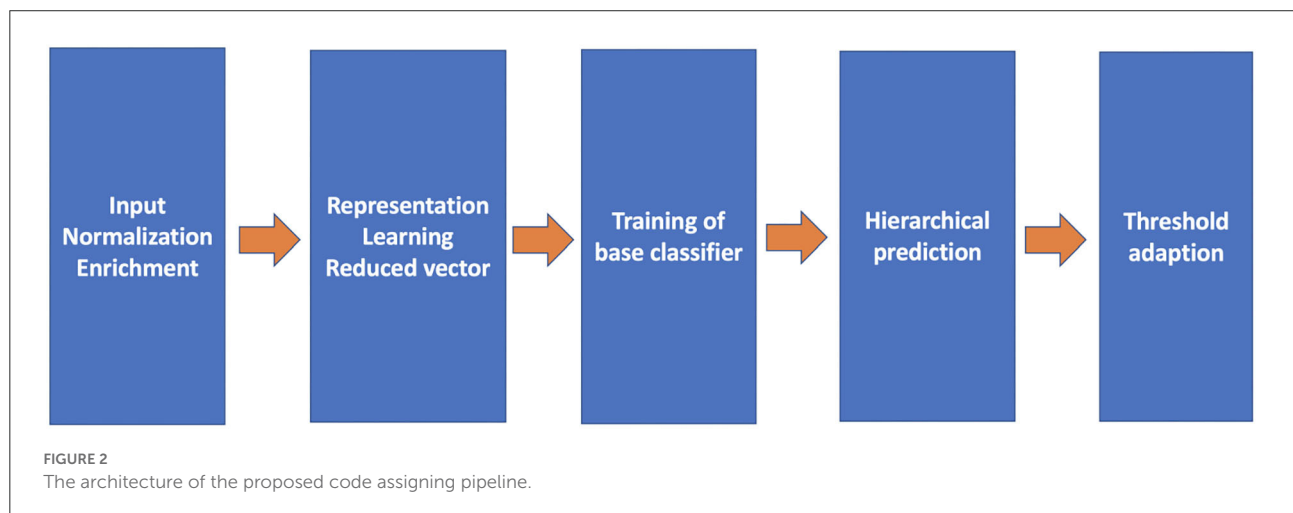 Input
Normalization
Enrichment
Representation
Learning
Reduced vector
Training of
base classifier
Hierarchical
prediction
Threshold
adaption
FIGURE 2
The architecture of the proposed code assigning pipeline.